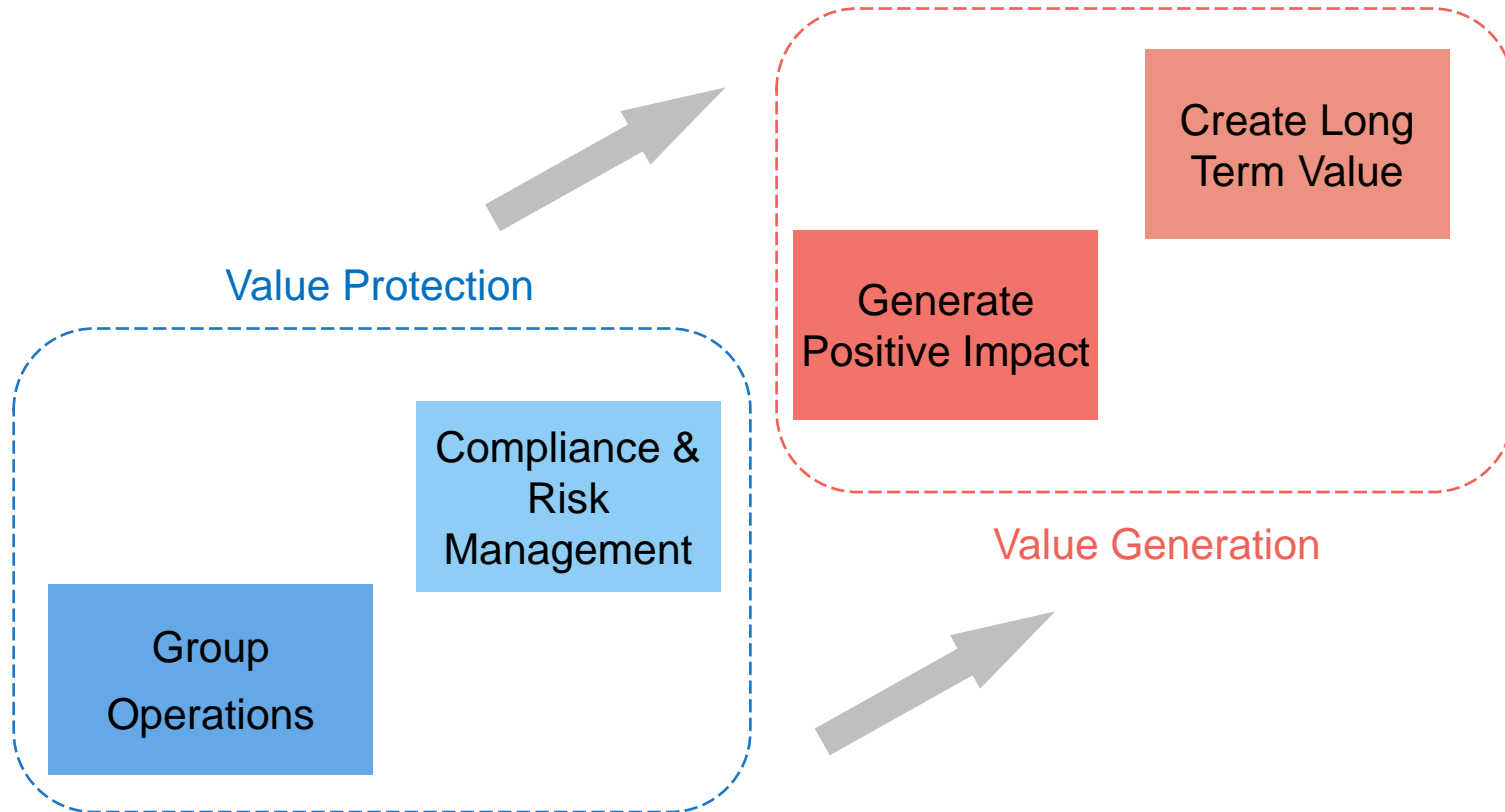 Value Protection
Group
Operations
Compliance &
Risk
Management
Generate
Positive Impact
Create Long
Term Value
Value Generation